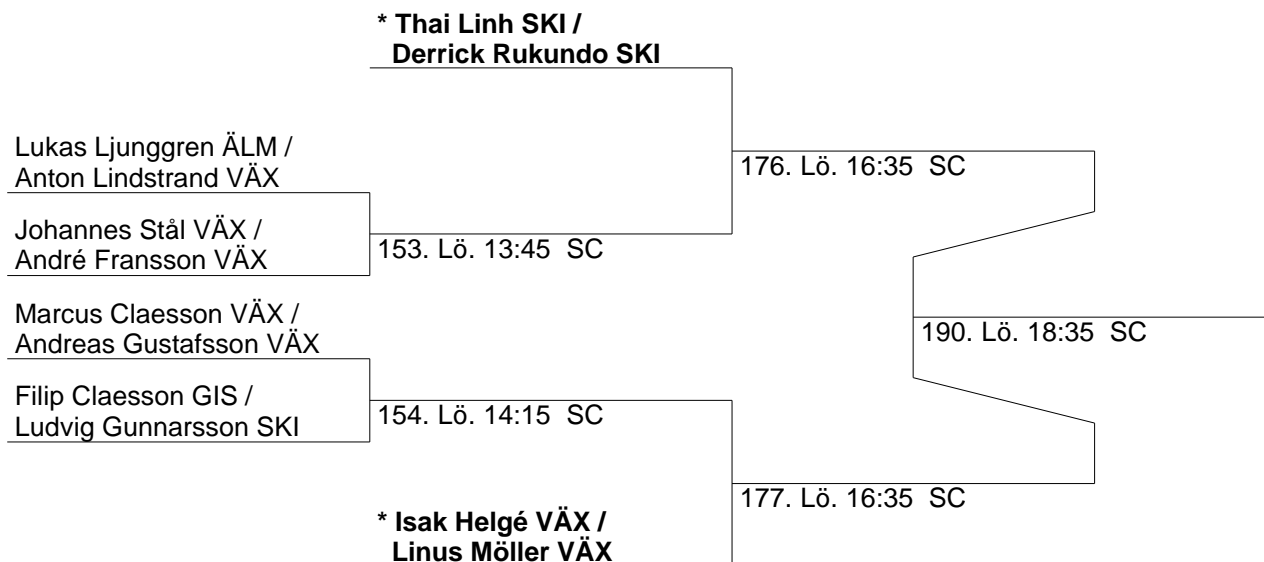 * Thai Linh SKI /
Derrick Rukundo SKI
Lukas Ljunggren ÄLM /
Anton Lindstrand VÄX
176. Lö. 16:35  SC
Johannes Stål VÄX /
André Fransson VÄX
153. Lö. 13:45  SC
Marcus Claesson VÄX /
Andreas Gustafsson VÄX
190. Lö. 18:35  SC
Filip Claesson GIS /
Ludvig Gunnarsson SKI
154. Lö. 14:15  SC
177. Lö. 16:35  SC
* Isak Helgé VÄX /
Linus Möller VÄX